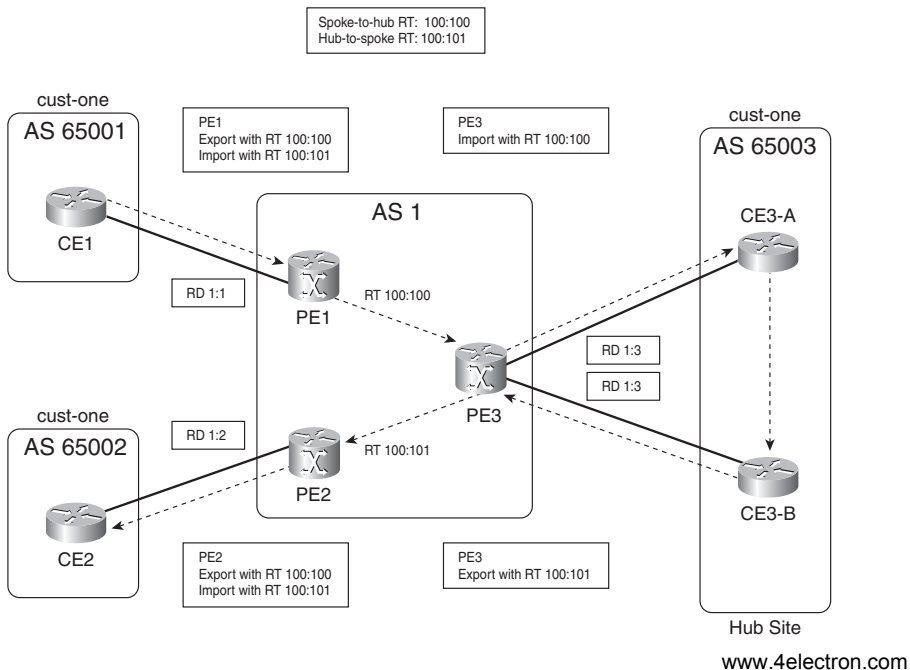 Spoke-to-hub RT: 100:100
Hub-to-spoke RT: 100:101
cust-one
AS 65001
CE1
PE1
Export with RT 100:100
Import with RT 100:101
PE3
Import with RT 100:100
cust-one
AS 65003
CE3-A
AS 1
RD 1:1
PE1
RT 100:100
RD 1:3
RD 1:3
PE3
cust-one
AS 65002
CE2
RD 1:2
PE2
RT 100:101
CE3-B
PE2
Export with RT 100:100
Import with RT 100:101
PE3
Export with RT 100:101
Hub Site
www.4electron.com